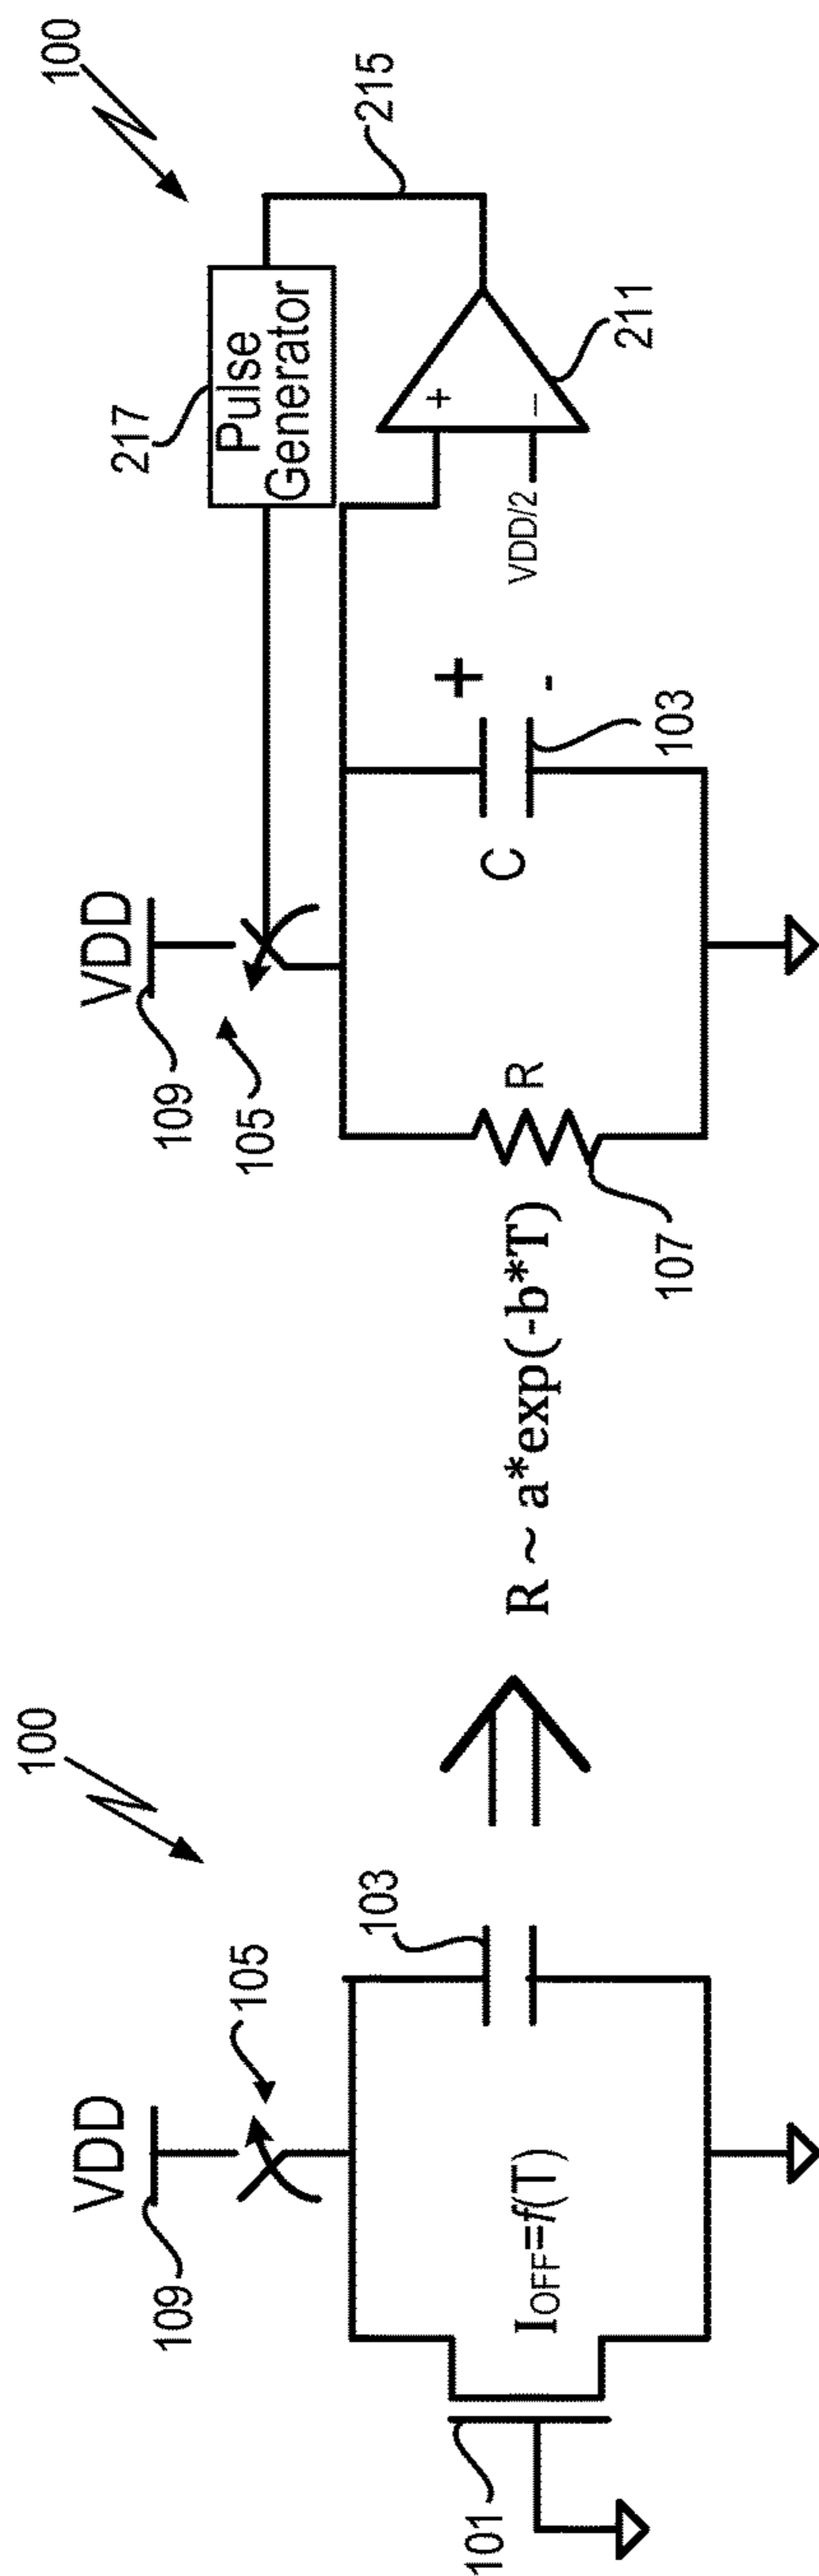 100
VDD
109
105
103
I_OFF=f(T)
101
R ~ a*exp(-b*T)
100
VDD
109
105
217
Pulse
Generator
215
+
−
VDD/2
211
R
107
C
+
-
103